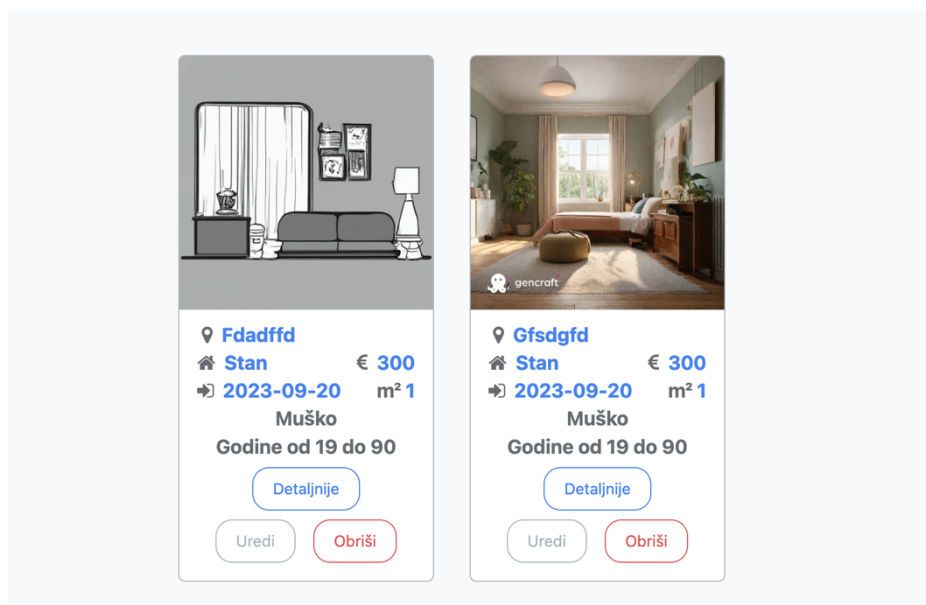 gencraft
Fdadffd
Stan € 300
2023-09-20 m² 1
Muško
Godine od 19 do 90
Detaljnije
Uredi Obriši
Gfsdgfd
Stan € 300
2023-09-20 m² 1
Muško
Godine od 19 do 90
Detaljnije
Uredi Obriši